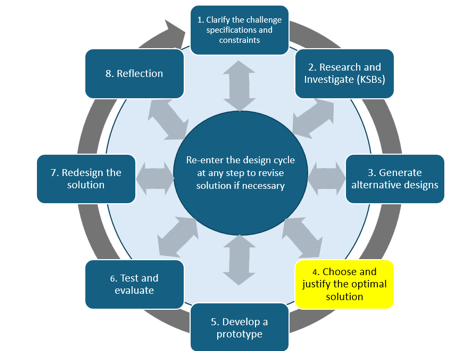 1. Clarify the challenge
specifications and
constraints
2. Research and
Investigate (KSBs)
3. Generate
alternative designs
4. Choose and
justify the optimal
solution
5. Develop a
prototype
6. Test and
evaluate
7. Redesign the
solution
8. Reflection
Re-enter the design cycle
at any step to revise
solution if necessary